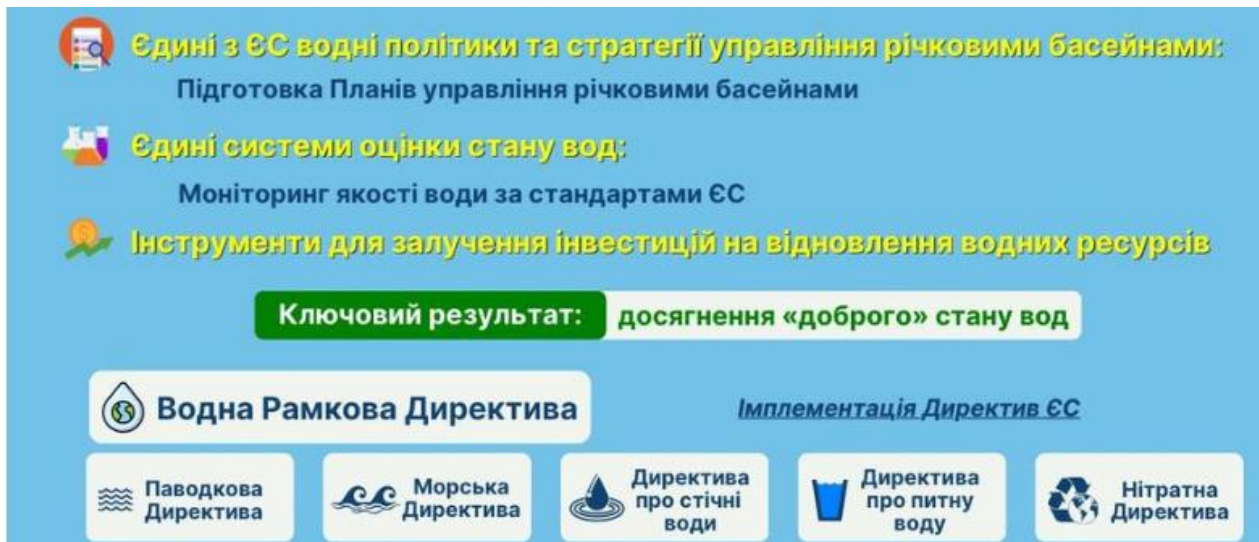 Єдині з ЄС водні політики та стратегії управління річковими басейнами:
Підготовка Планів управління річковими басейнами
Єдині системи оцінки стану вод:
Моніторинг якості води за стандартами ЄС
Інструменти для залучення інвестицій на відновлення водних ресурсів
Ключовий результат: досягнення «доброго» стану вод
Водна Рамкова Директива
Імплементація Директив ЄС
Паводкова
Директива
Морська
Директива
Директива
про стічні
води
Директива
про питну
воду
Нітратна
Директива